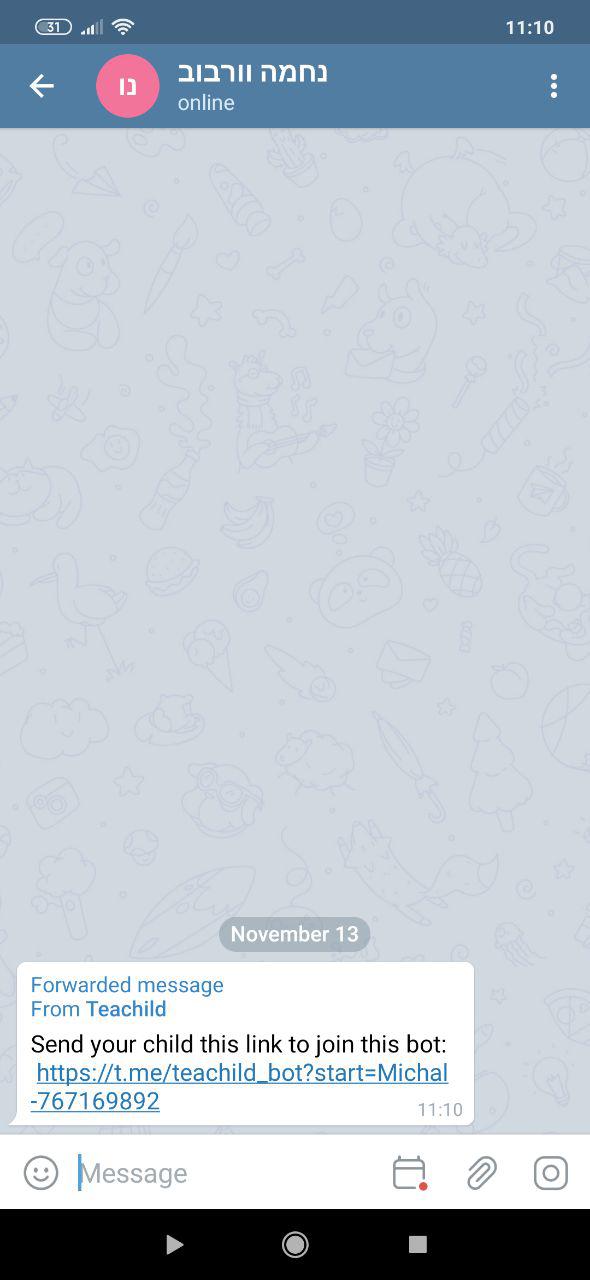 31
11:10
נו
נחמה וורבוב
online
November 13
Forwarded message
From Teachild
Send your child this link to join this bot:
https://t.me/teachild_bot?start=Michal
-767169892
11:10
Message